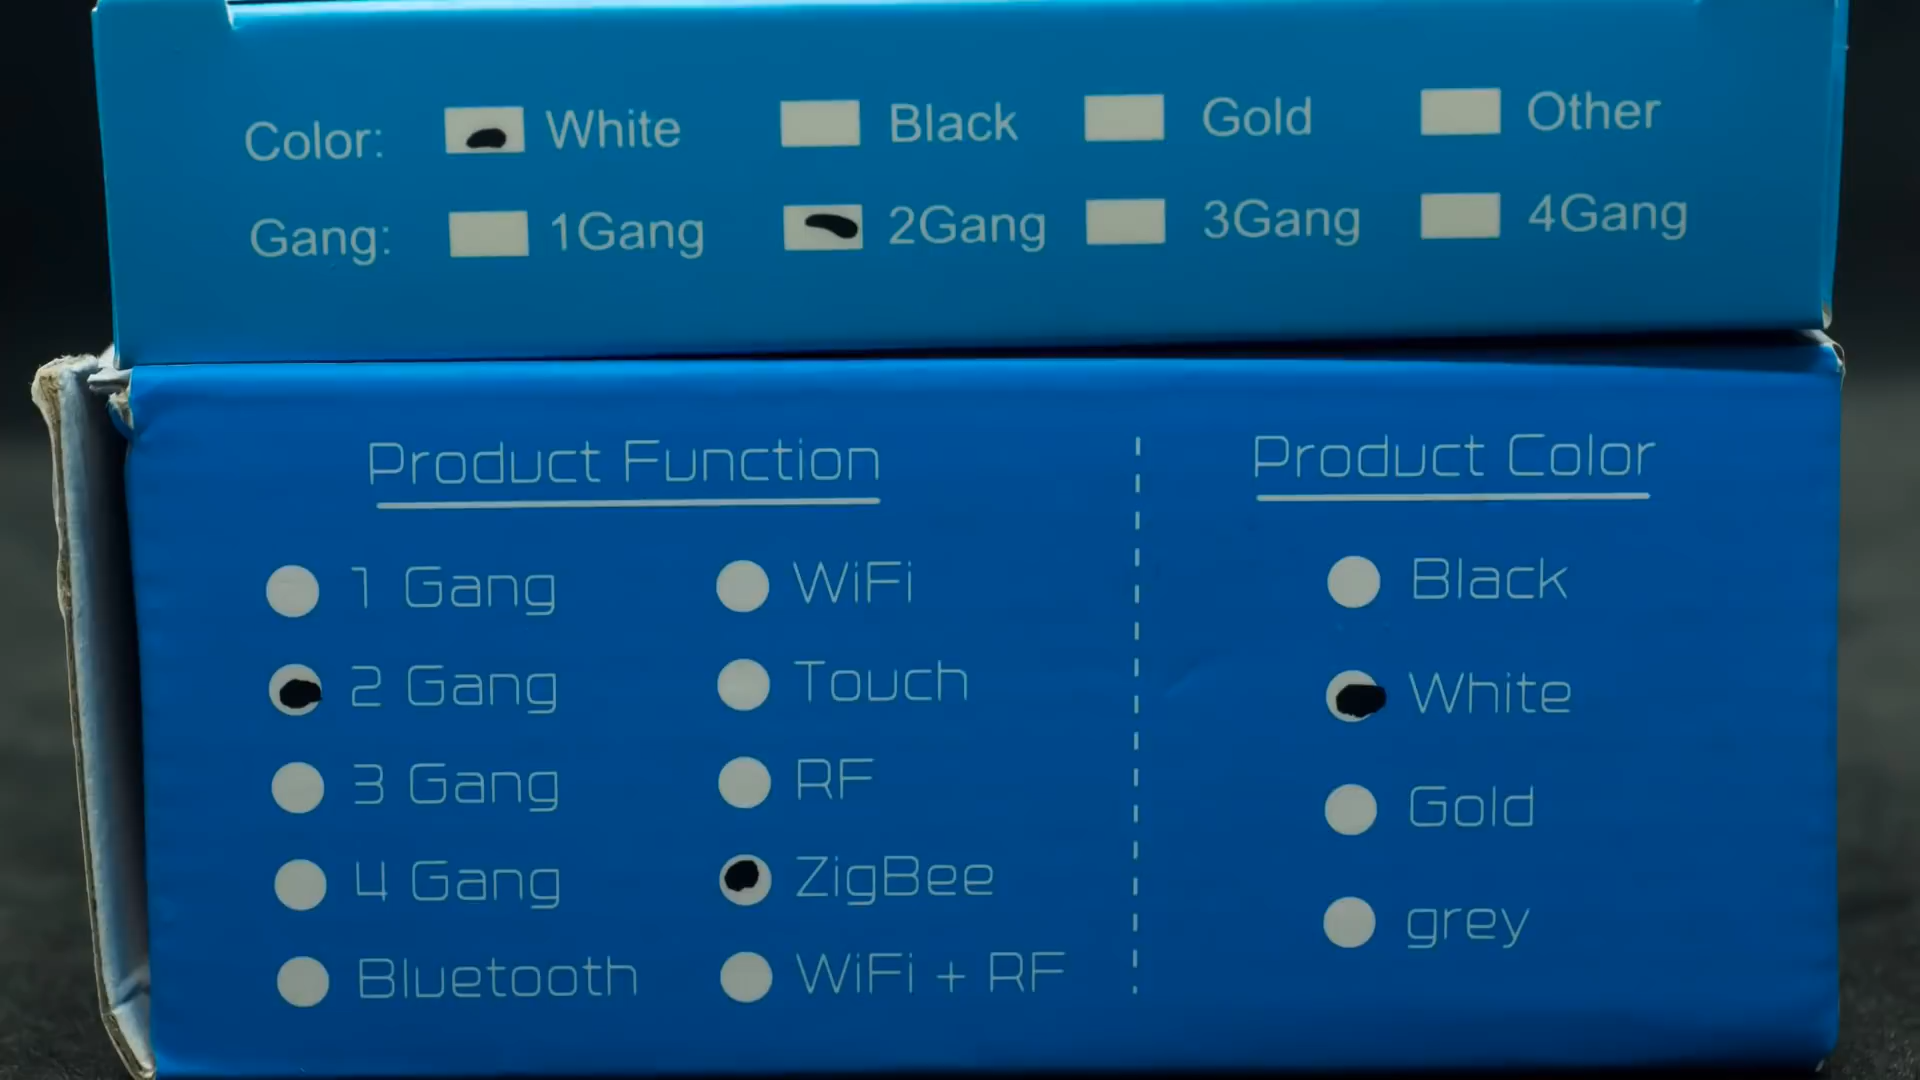 Color: White Black Gold Other
Gang: 1Gang 2Gang 3Gang 4Gang
Product Function
1 Gang WiFi
2 Gang Touch
3 Gang RF
4 Gang ZigBee
Bluetooth WiFi + RF
Product Color
Black
White
Gold
grey